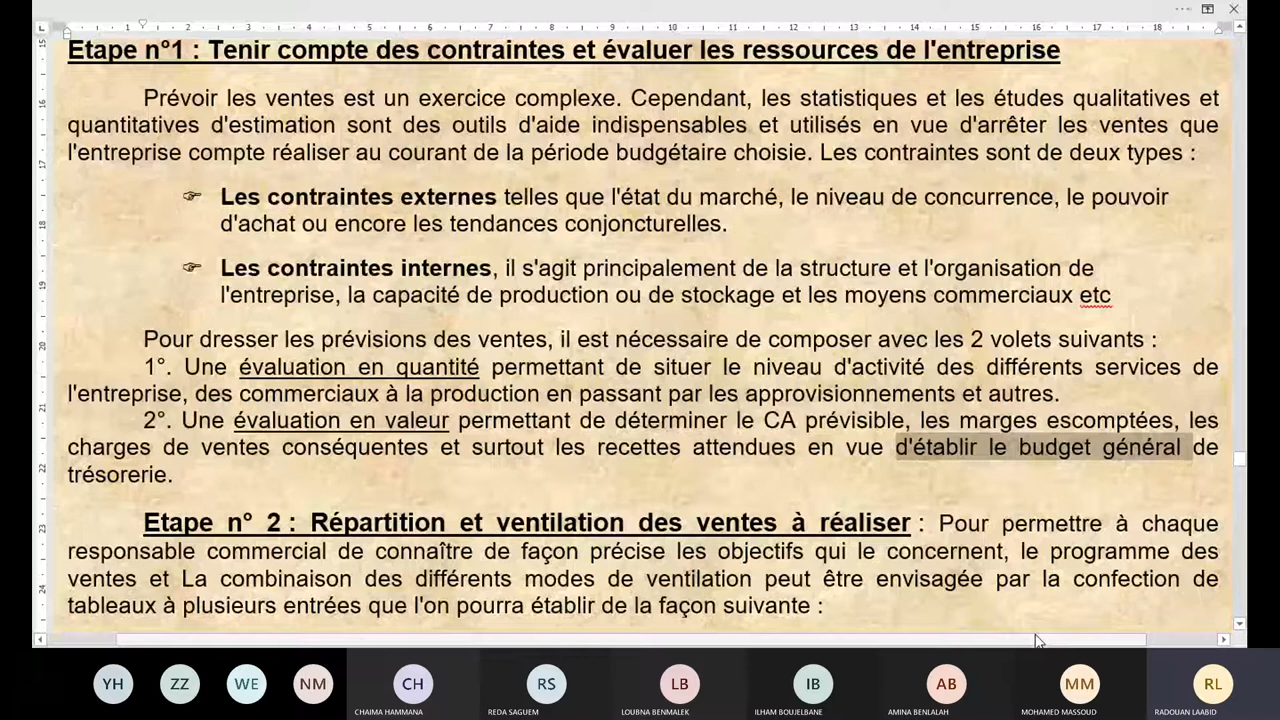 Etape n°1 : Tenir compte des contraintes et évaluer les ressources de l'entreprise
Prévoir les ventes est un exercice complexe. Cependant, les statistiques et les études qualitatives et
quantitatives d'estimation sont des outils d'aide indispensables et utilisés en vue d'arrêter les ventes que
l'entreprise compte réaliser au courant de la période budgétaire choisie. Les contraintes sont de deux types :
☞ Les contraintes externes telles que l'état du marché, le niveau de concurrence, le pouvoir
d'achat ou encore les tendances conjoncturelles.
☞ Les contraintes internes, il s'agit principalement de la structure et l'organisation de
l'entreprise, la capacité de production ou de stockage et les moyens commerciaux etc
Pour dresser les prévisions des ventes, il est nécessaire de composer avec les 2 volets suivants :
1°. Une évaluation en quantité permettant de situer le niveau d'activité des différents services de
l'entreprise, des commerciaux à la production en passant par les approvisionnements et autres.
2°. Une évaluation en valeur permettant de déterminer le CA prévisible, les marges escomptées, les
charges de ventes conséquentes et surtout les recettes attendues en vue d'établir le budget général de
trésorerie.
Etape n° 2 : Répartition et ventilation des ventes à réaliser : Pour permettre à chaque
responsable commercial de connaître de façon précise les objectifs qui le concernent, le programme des
ventes et La combinaison des différents modes de ventilation peut être envisagée par la confection de
tableaux à plusieurs entrées que l'on pourra établir de la façon suivante :
YH ZZ WE NM CH RS LB IB AB MM RL
CHAIMA HAMMANA REDA SAGUEM LOUBNA BENMALEK ILHAM BOUJELBANE AMINA BENLALAH MOHAMED MASSOUD RADOUAN LAABID